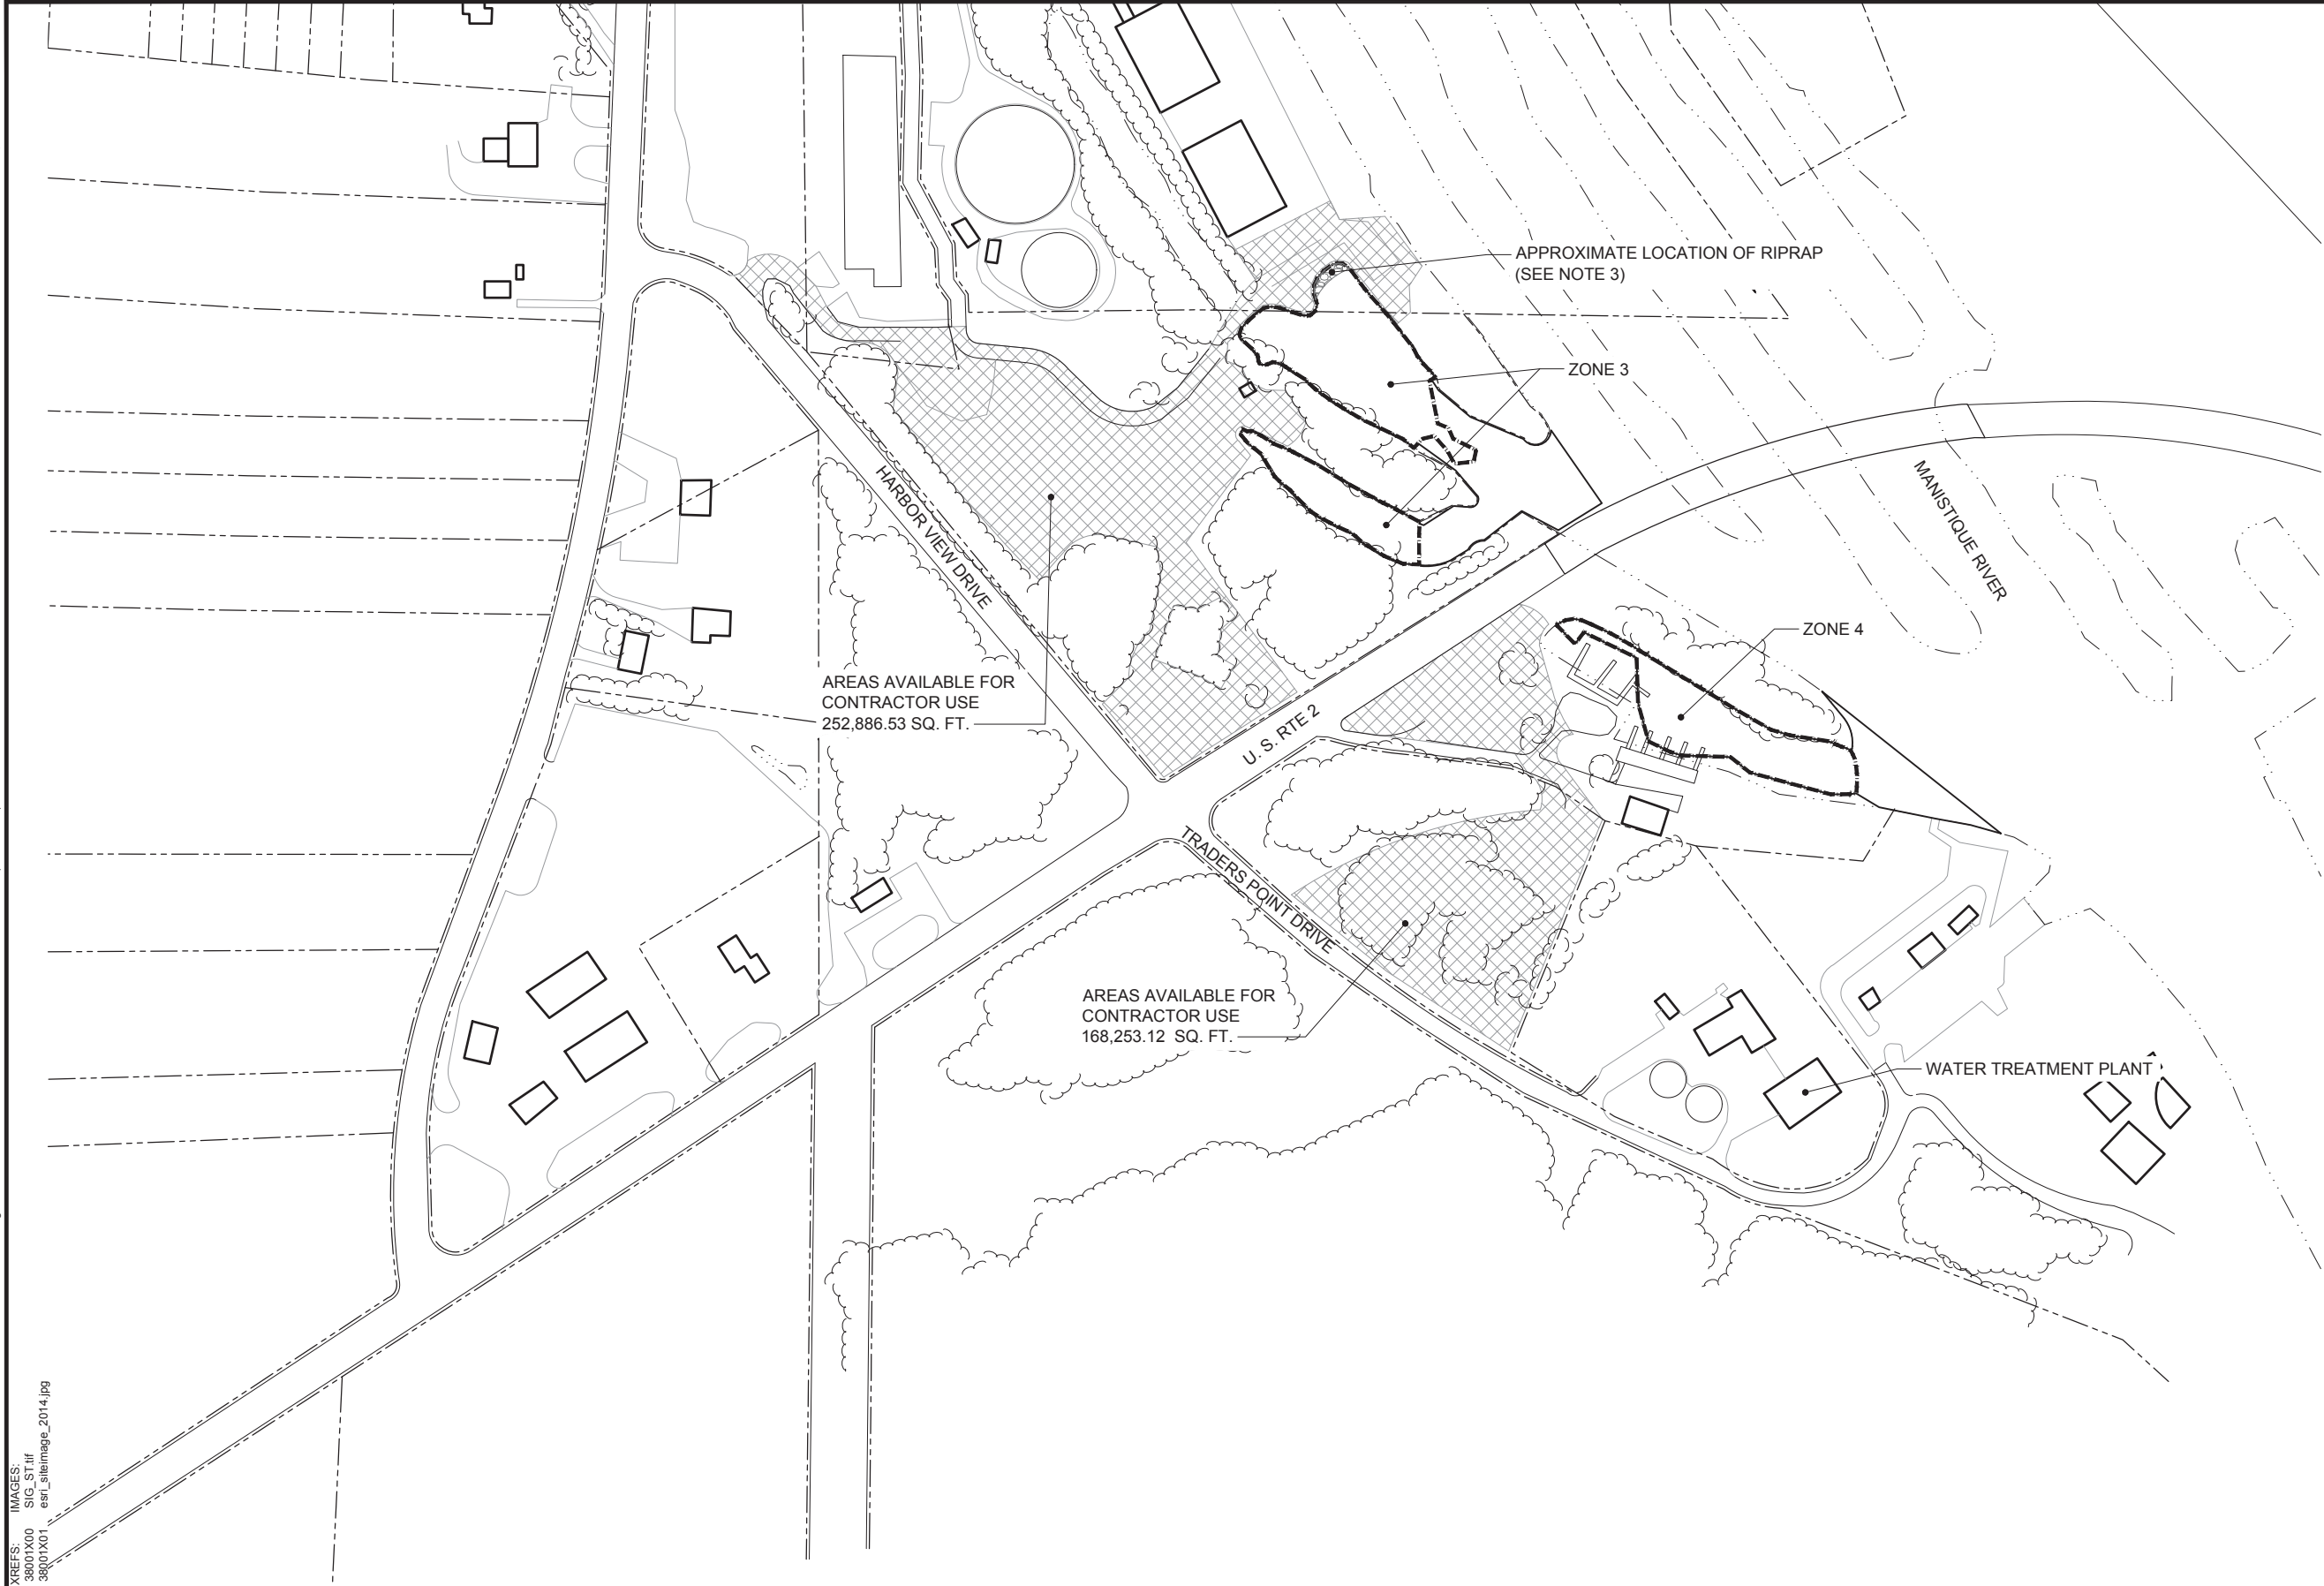 APPROXIMATE LOCATION OF RIPRAP
(SEE NOTE 3)
ZONE 3
MANISTIQUE RIVER
HARBOR VIEW DRIVE
ZONE 4
AREAS AVAILABLE FOR
CONTRACTOR USE
252,886.53 SQ. FT.
U. S. RTE 2
TRADERS POINT DRIVE
AREAS AVAILABLE FOR
CONTRACTOR USE
168,253.12 SQ. FT.
WATER TREATMENT PLANT
XREFS: IMAGES:
38001X00 SIG_ST.tif
38001X01 esri_siteimage_2014.jpg